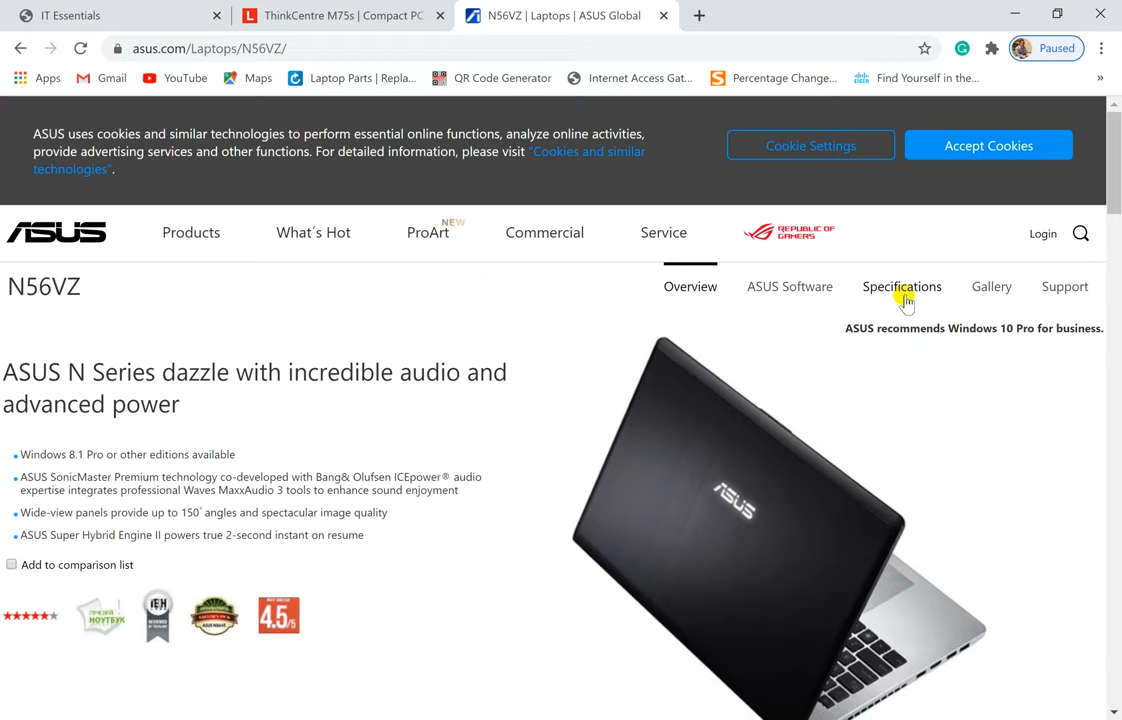 IT Essentials
ThinkCentre M75s | Compact PC
N56VZ | Laptops | ASUS Global
asus.com/Laptops/N56VZ/
Paused
Apps
Gmail
YouTube
Maps
Laptop Parts | Repla...
QR Code Generator
Internet Access Gat...
Percentage Change...
Find Yourself in the...
»
ASUS uses cookies and similar technologies to perform essential online functions, analyze online activities,
provide advertising services and other functions. For detailed information, please visit "Cookies and similar
technologies".
Cookie Settings
Accept Cookies
ASUS
Products
What´s Hot
NEW
ProArt
Commercial
Service
REPUBLIC OF
GAMERS
Login
N56VZ
Overview
ASUS Software
Specifications
Gallery
Support
ASUS recommends Windows 10 Pro for business.
ASUS N Series dazzle with incredible audio and
advanced power
Windows 8.1 Pro or other editions available
ASUS SonicMaster Premium technology co-developed with Bang& Olufsen ICEpower® audio
expertise integrates professional Waves MaxxAudio 3 tools to enhance sound enjoyment
Wide-view panels provide up to 150° angles and spectacular image quality
ASUS Super Hybrid Engine II powers true 2-second instant on resume
Add to comparison list
НОУТБУК
4.5/5
ASUS